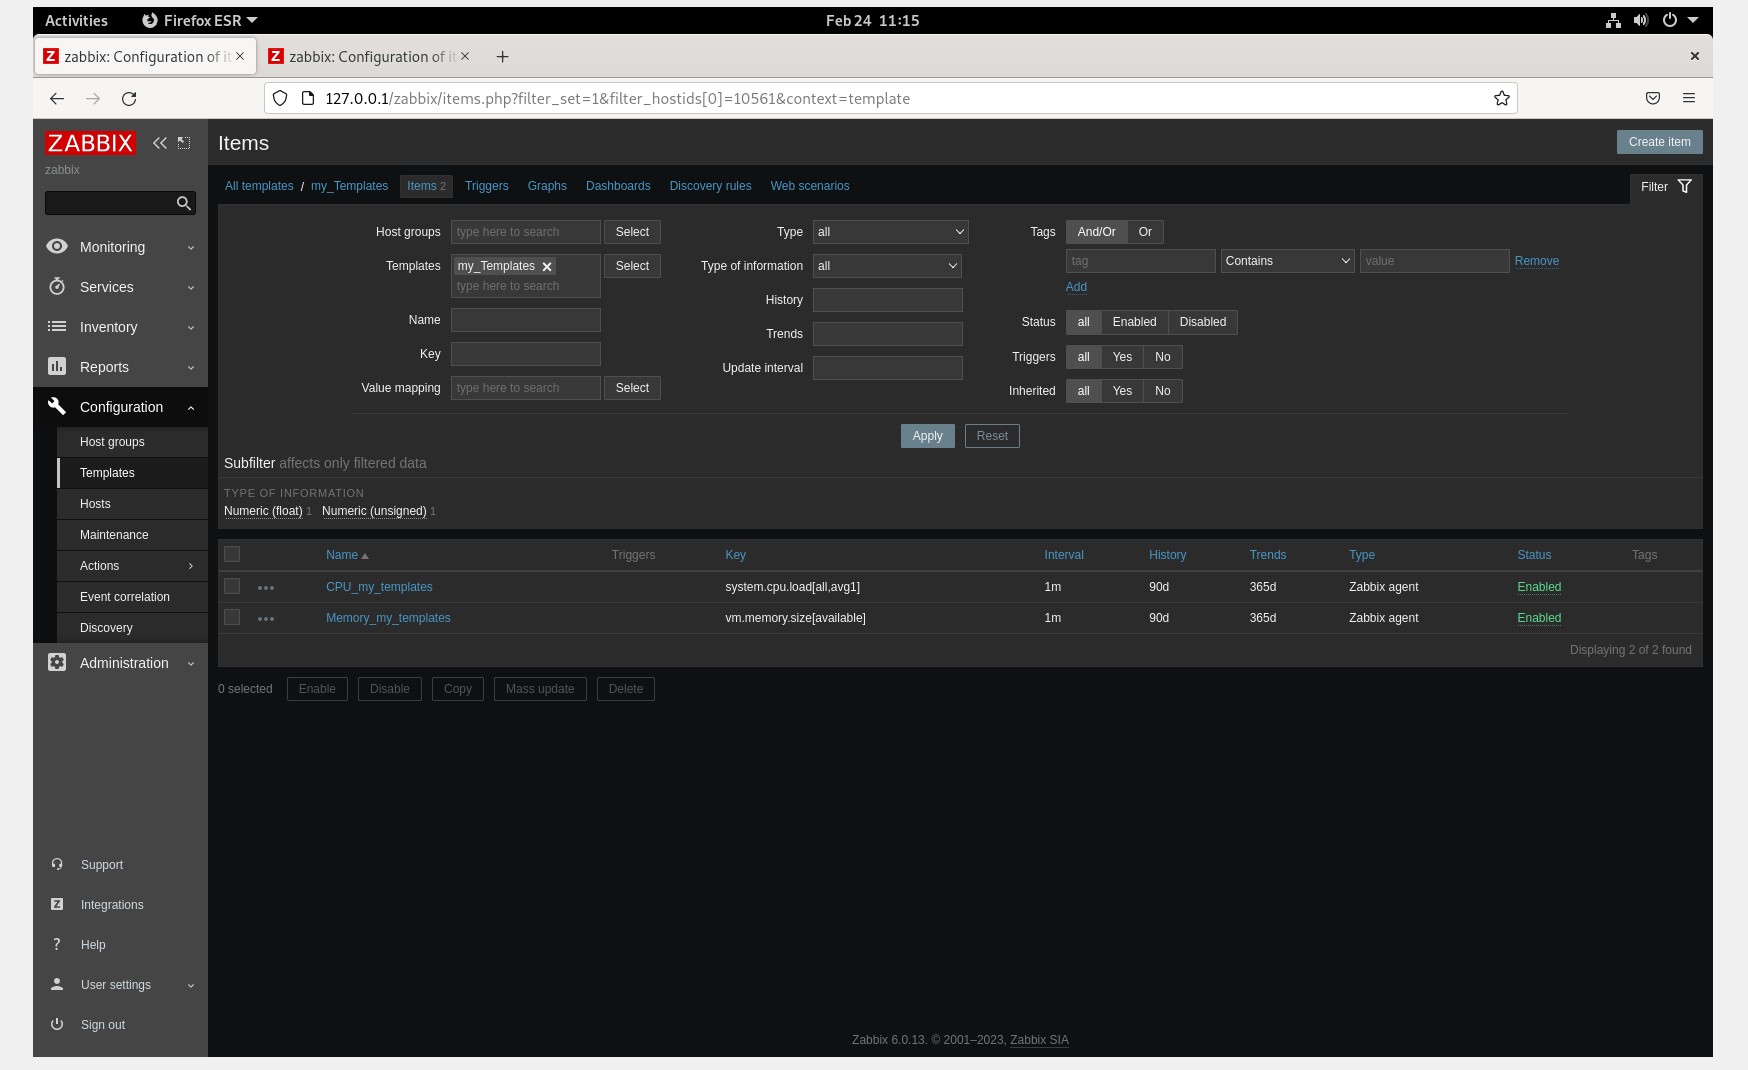 Activities Firefox ESR Feb 24 11:15
zabbix: Configuration of it zabbix: Configuration of it
127.0.0.1/zabbix/items.php?filter_set=1&filter_hostids[0]=10561&context=template
ZABBIX
zabbix
Monitoring
Services
Inventory
Reports
Configuration
Host groups
Templates
Hosts
Maintenance
Actions
Event correlation
Discovery
Administration
Support
Integrations
Help
User settings
Sign out
Items Create item
All templates / my_Templates Items 2 Triggers Graphs Dashboards Discovery rules Web scenarios Filter
Host groups type here to search Select
Templates my_Templates Select
type here to search
Name
Key
Value mapping type here to search Select
Type all
Type of information all
History
Trends
Update interval
Tags And/Or Or
tag Contains value Remove
Add
Status all Enabled Disabled
Triggers all Yes No
Inherited all Yes No
Apply Reset
Subfilter affects only filtered data
TYPE OF INFORMATION
Numeric (float) 1 Numeric (unsigned) 1
Name Triggers Key Interval History Trends Type Status Tags
CPU_my_templates system.cpu.load[all,avg1] 1m 90d 365d Zabbix agent Enabled
Memory_my_templates vm.memory.size[available] 1m 90d 365d Zabbix agent Enabled
Displaying 2 of 2 found
0 selected Enable Disable Copy Mass update Delete
Zabbix 6.0.13. © 2001–2023, Zabbix SIA